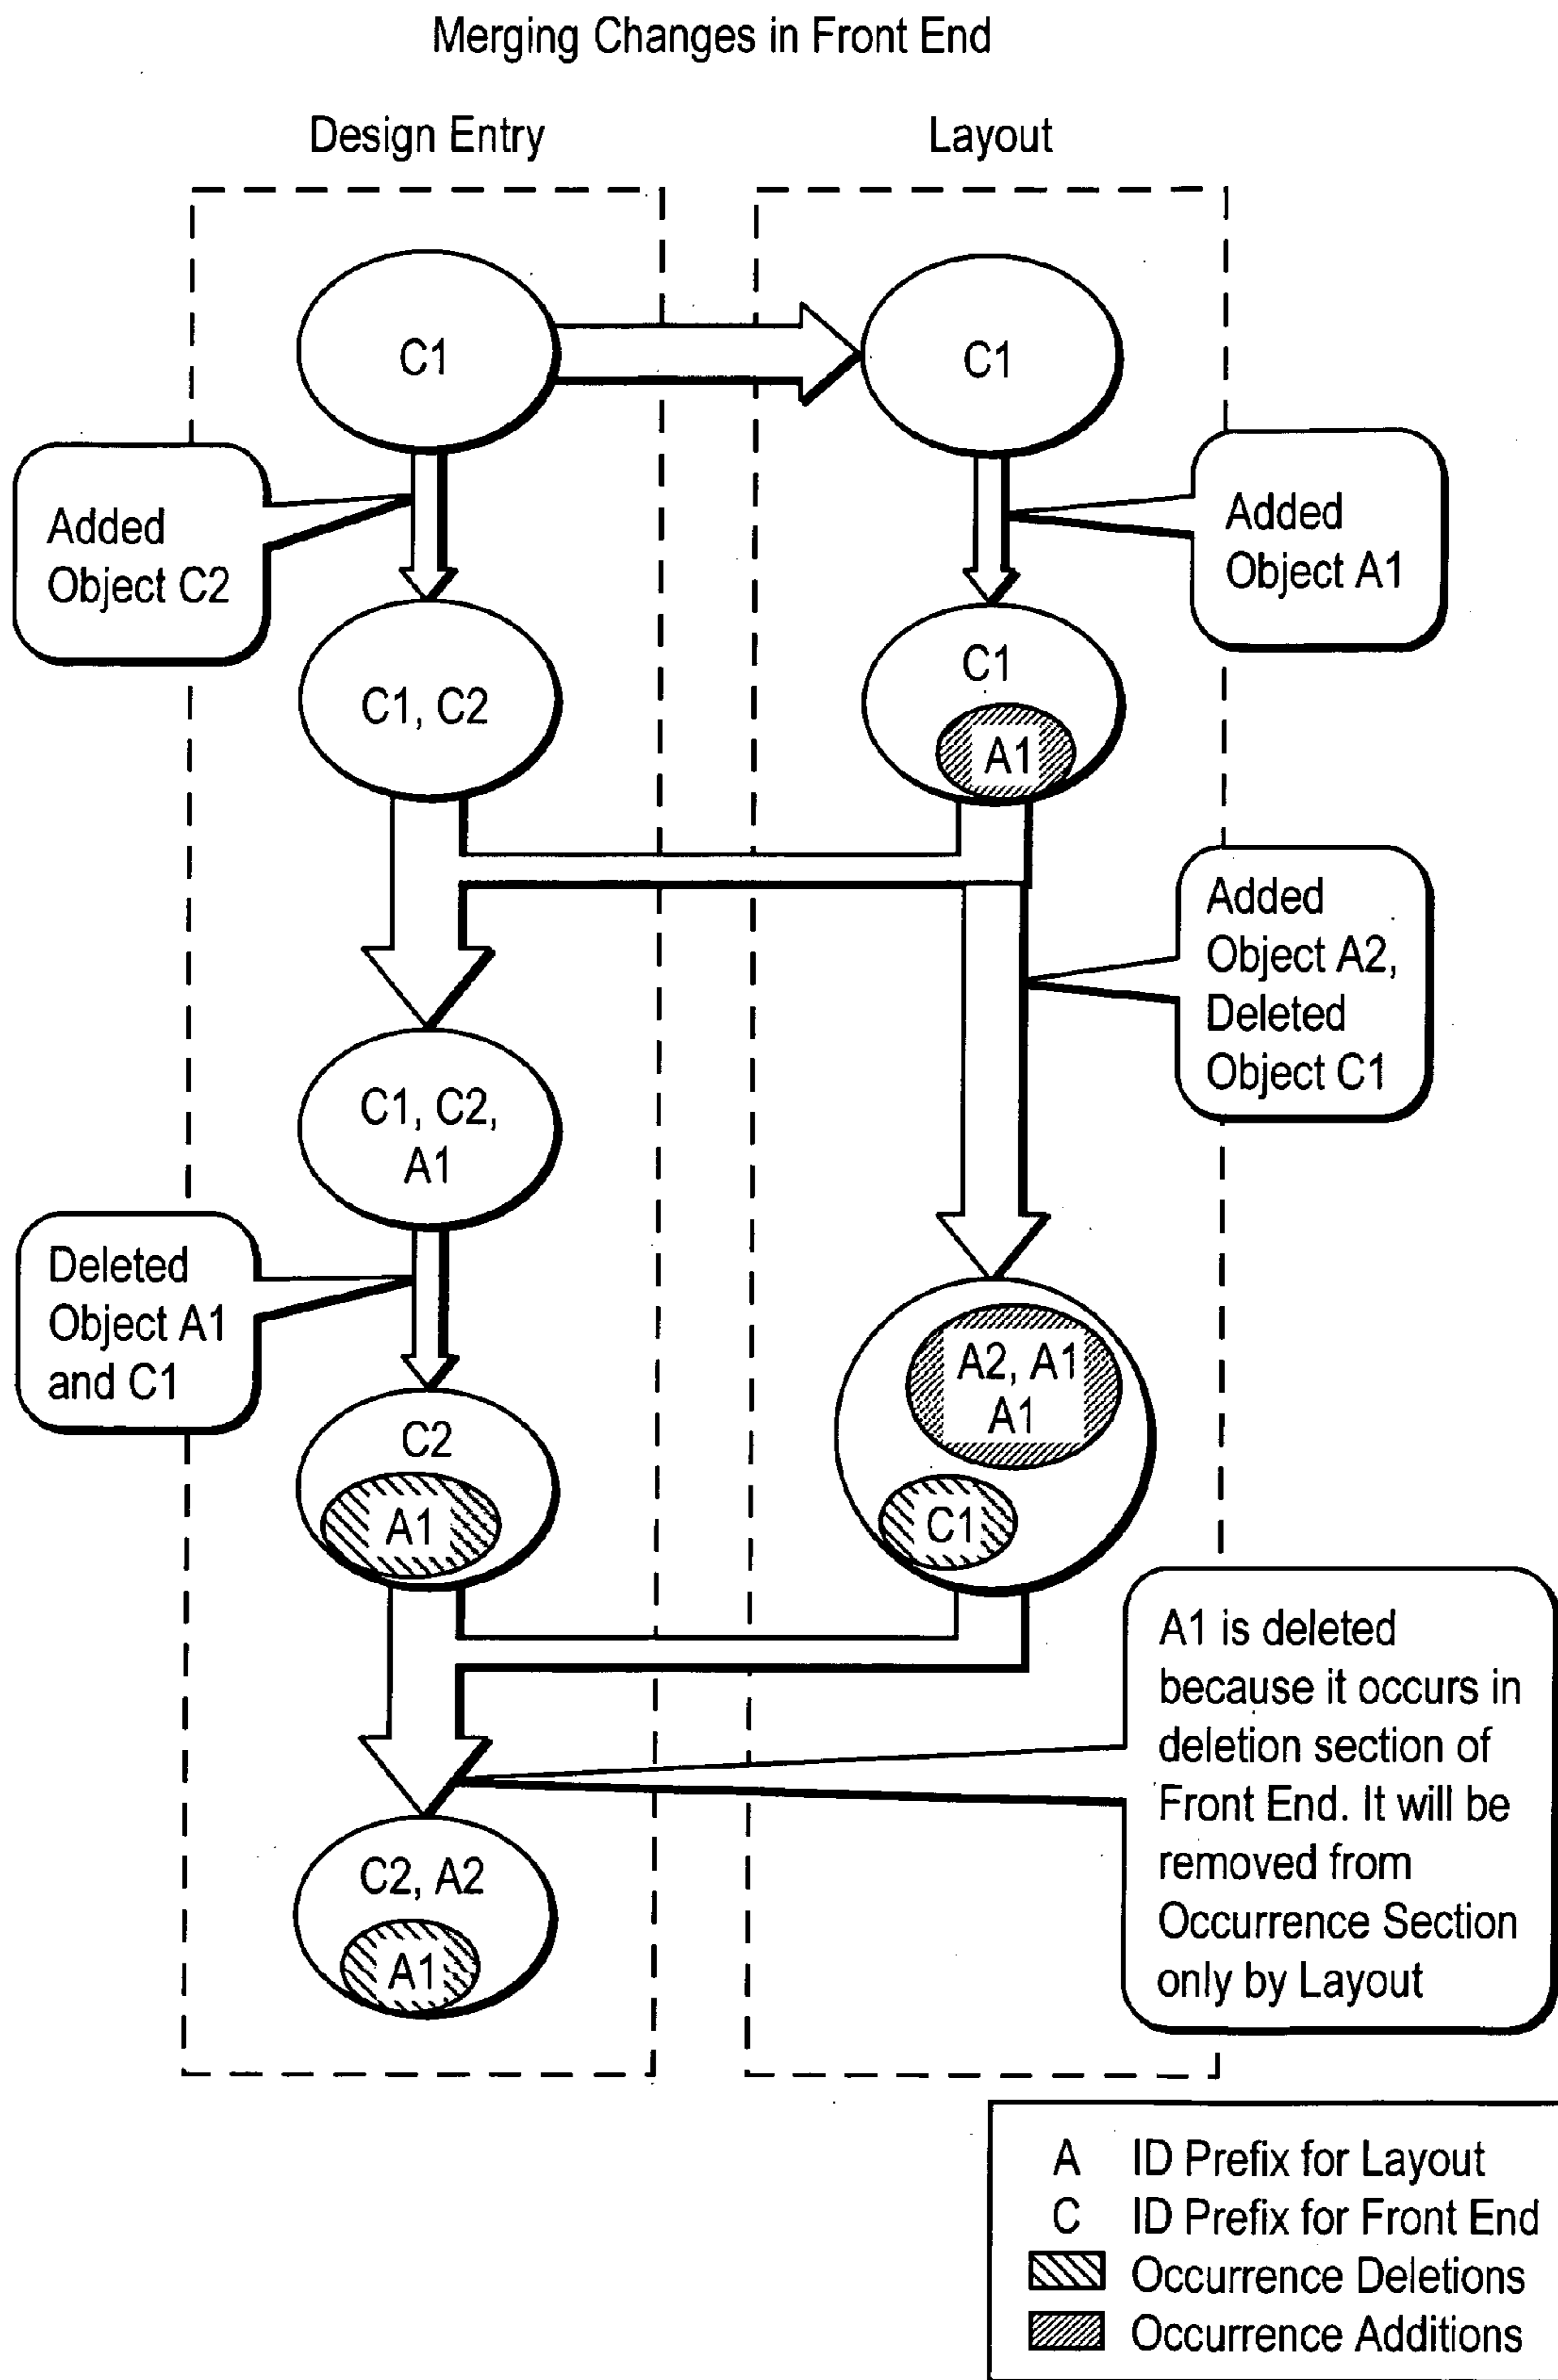 Merging Changes in Front End
Design Entry
Layout
C1
C1
Added
Object C2
Added
Object A1
C1, C2
C1
A1
Added
Object A2,
Deleted
Object C1
C1, C2,
A1
Deleted
Object A1
and C1
A2, A1
A1
C2
A1
C1
A1 is deleted
because it occurs in
deletion section of
Front End. It will be
removed from
Occurrence Section
only by Layout
C2, A2
A1
A ID Prefix for Layout
C ID Prefix for Front End
Occurrence Deletions
Occurrence Additions